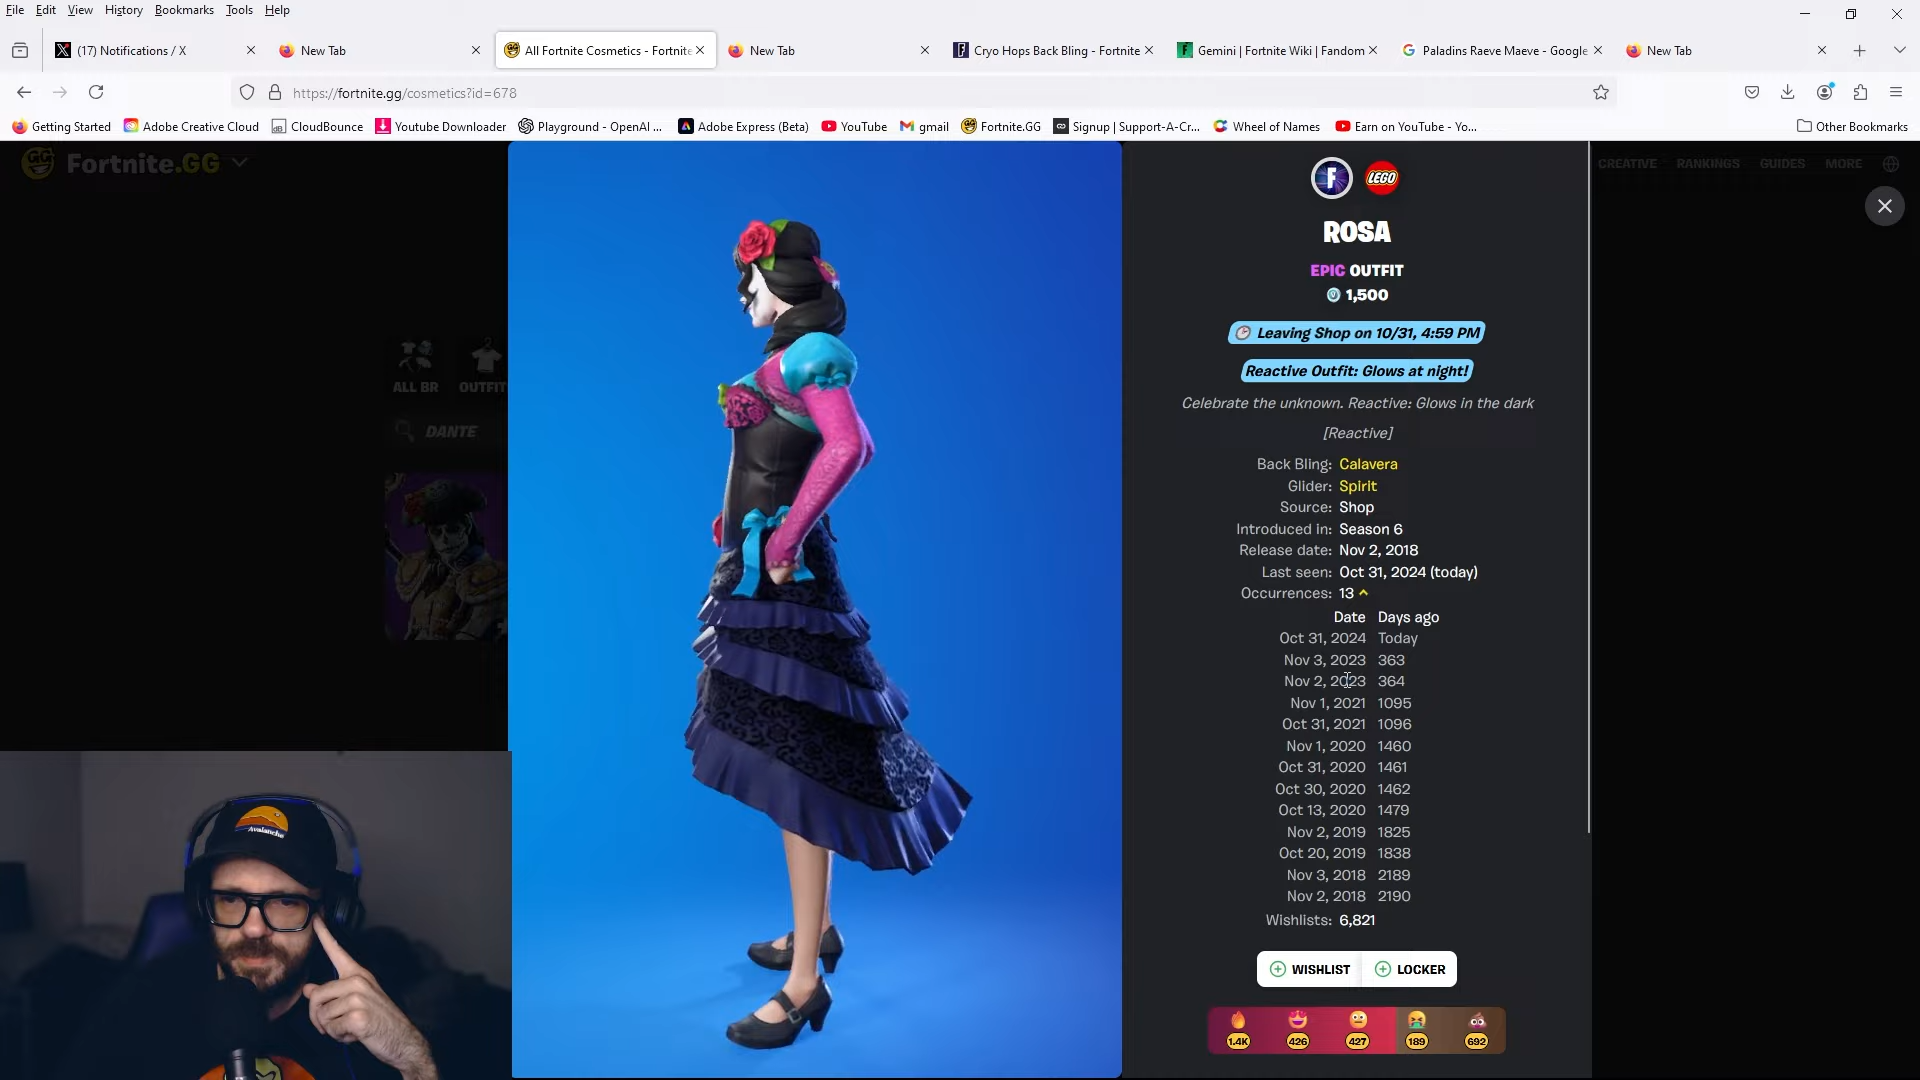 File Edit View History Bookmarks Tools Help
(17) Notifications / X
New Tab
All Fortnite Cosmetics - Fortnite
New Tab
Cryo Hops Back Bling - Fortnite
Gemini | Fortnite Wiki | Fandom
Paladins Raeve Maeve - Google
New Tab
https://fortnite.gg/cosmetics?id=678
Getting Started Adobe Creative Cloud CloudBounce Youtube Downloader Playground - OpenAI ... Adobe Express (Beta) YouTube gmail Fortnite.GG Signup | Support-A-Cr... Wheel of Names Earn on YouTube - Yo... Other Bookmarks
Fortnite.GG
CREATIVE RANKINGS GUIDES MORE
ALL BR OUTFIT
DANTE
F LEGO
ROSA
EPIC OUTFIT
1,500
Leaving Shop on 10/31, 4:59 PM
Reactive Outfit: Glows at night!
Celebrate the unknown. Reactive: Glows in the dark
[Reactive]
Back Bling: Calavera
Glider: Spirit
Source: Shop
Introduced in: Season 6
Release date: Nov 2, 2018
Last seen: Oct 31, 2024 (today)
Occurrences: 13
Date Days ago
Oct 31, 2024 Today
Nov 3, 2023 363
Nov 2, 2023 364
Nov 1, 2021 1095
Oct 31, 2021 1096
Nov 1, 2020 1460
Oct 31, 2020 1461
Oct 30, 2020 1462
Oct 13, 2020 1479
Nov 2, 2019 1825
Oct 20, 2019 1838
Nov 3, 2018 2189
Nov 2, 2018 2190
Wishlists: 6,821
WISHLIST LOCKER
1.4K 426 427 189 692
Avalanche